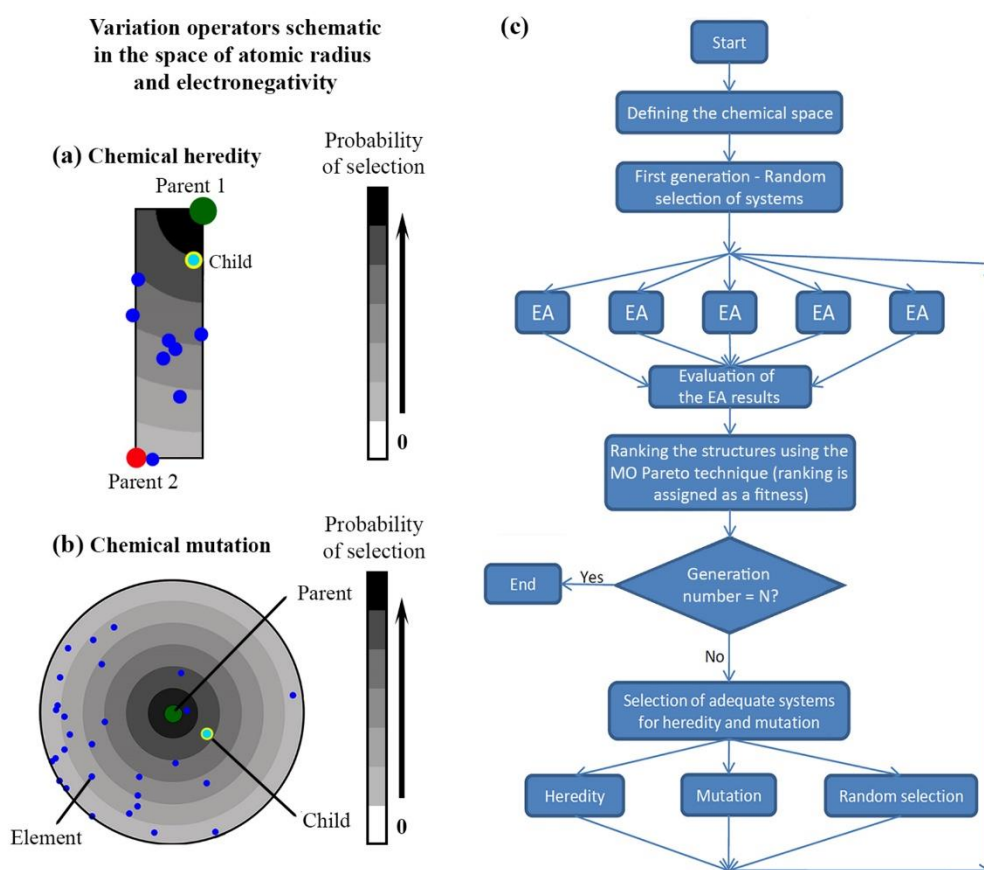 Variation operators schematic
in the space of atomic radius
and electronegativity
(a) Chemical heredity
Probability
of selection
Parent 1
Child
Parent 2
0
(b) Chemical mutation
Probability
of selection
Parent
Element
Child
0
(c)
Start
Defining the chemical space
First generation - Random
selection of systems
EA
EA
EA
EA
EA
Evaluation of
the EA results
Ranking the structures using the
MO Pareto technique (ranking is
assigned as a fitness)
Generation
number = N?
Yes
End
No
Selection of adequate systems
for heredity and mutation
Heredity
Mutation
Random selection